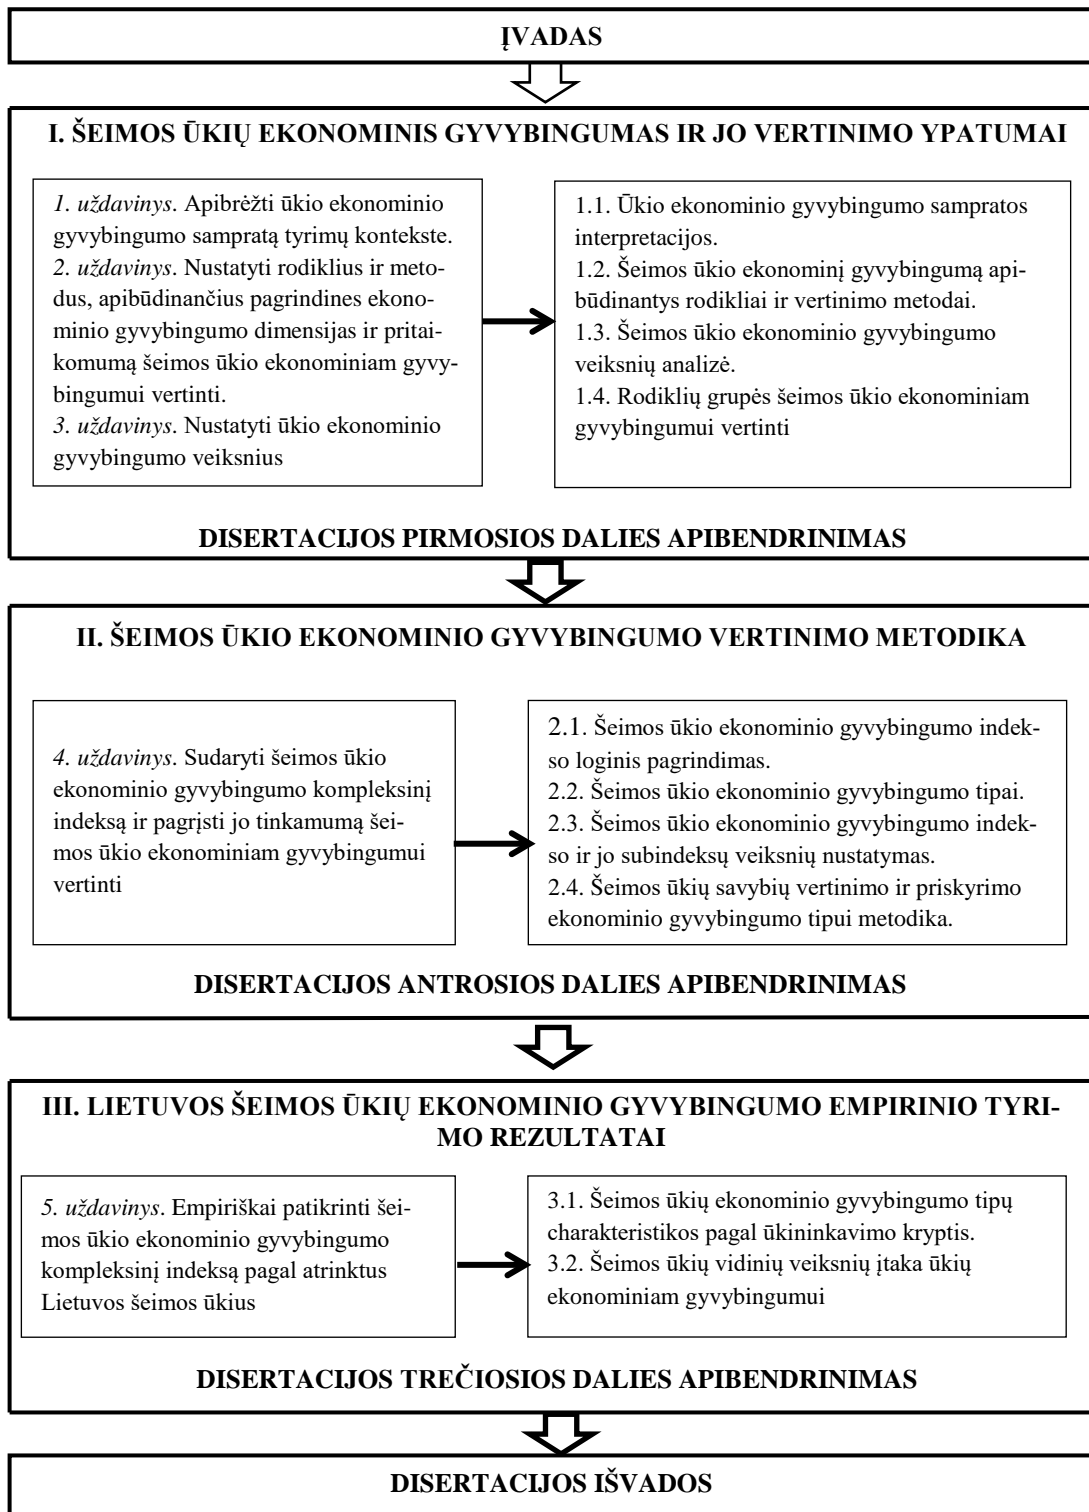 ĮVADAS
I. ŠEIMOS ŪKIŲ EKONOMINIS GYVYBINGUMAS IR JO VERTINIMO YPATUMAI
1. uždavinys. Apibrėžti ūkio ekonominio
gyvybingumo sampratą tyrimų kontekste.
2. uždavinys. Nustatyti rodiklius ir meto-
dus, apibūdinančius pagrindines ekono-
minio gyvybingumo dimensijas ir pritai-
komumą šeimos ūkio ekonominiam gyvy-
bingumui vertinti.
3. uždavinys. Nustatyti ūkio ekonominio
gyvybingumo veiksnius
1.1. Ūkio ekonominio gyvybingumo sampratos
interpretacijos.
1.2. Šeimos ūkio ekonominį gyvybingumą api-
būdinantys rodikliai ir vertinimo metodai.
1.3. Šeimos ūkio ekonominio gyvybingumo
veiksnių analizė.
1.4. Rodiklių grupės šeimos ūkio ekonominiam
gyvybingumui vertinti
DISERTACIJOS PIRMOSIOS DALIES APIBENDRINIMAS
II. ŠEIMOS ŪKIO EKONOMINIO GYVYBINGUMO VERTINIMO METODIKA
4. uždavinys. Sudaryti šeimos ūkio
ekonominio gyvybingumo kompleksinį
indeksą ir pagrįsti jo tinkamumą šei-
mos ūkio ekonominiam gyvybingumui
vertinti
2.1. Šeimos ūkio ekonominio gyvybingumo indek-
so loginis pagrindimas.
2.2. Šeimos ūkio ekonominio gyvybingumo tipai.
2.3. Šeimos ūkio ekonominio gyvybingumo indek-
so ir jo subindeksų veiksnių nustatymas.
2.4. Šeimos ūkių savybių vertinimo ir priskyrimo
ekonominio gyvybingumo tipui metodika.
DISERTACIJOS ANTROSIOS DALIES APIBENDRINIMAS
III. LIETUVOS ŠEIMOS ŪKIŲ EKONOMINIO GYVYBINGUMO EMPIRINIO TYRI-
MO REZULTATAI
5. uždavinys. Empiriškai patikrinti šei-
mos ūkio ekonominio gyvybingumo
kompleksinį indeksą pagal atrinktus
Lietuvos šeimos ūkius
3.1. Šeimos ūkių ekonominio gyvybingumo tipų
charakteristikos pagal ūkininkavimo kryptis.
3.2. Šeimos ūkių vidinių veiksnių įtaka ūkių
ekonominiam gyvybingumui
DISERTACIJOS TREČIOSIOS DALIES APIBENDRINIMAS
DISERTACIJOS IŠVADOS